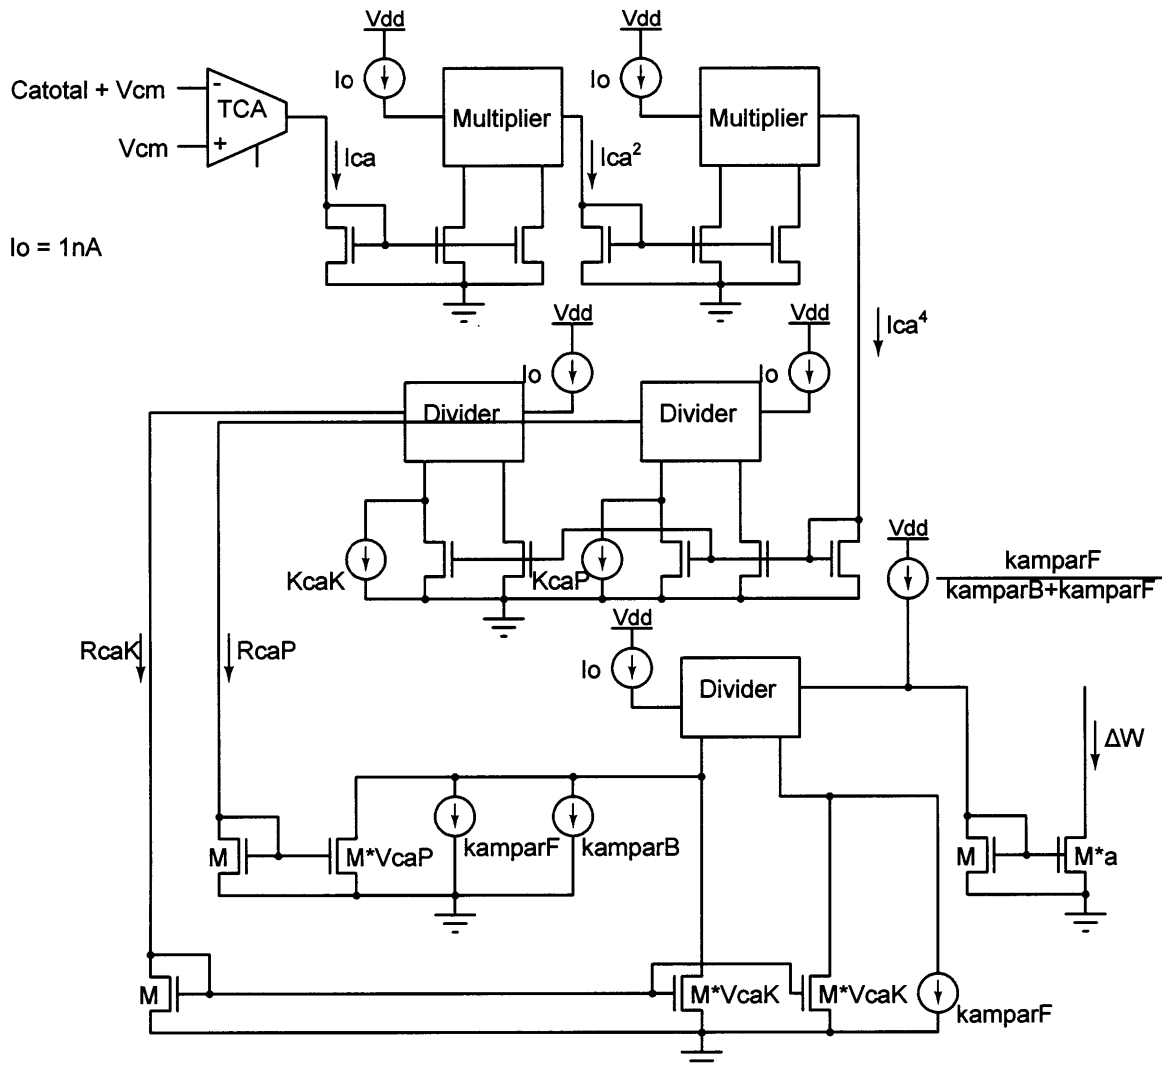 Vdd
Vdd
Catotal + Vcm
-
TCA
Io
Multiplier
Io
Multiplier
Vcm
+
Ica
Ica²
Io = 1nA
Vdd
Vdd
Ica⁴
Io
Io
Divider
Divider
Vdd
KcaK
KcaP
kamparF
kamparB+kamparF
Vdd
RcaK
RcaP
Io
Divider
ΔW
kamparF
kamparB
M
M*VcaP
M
M*a
M
M*VcaK
M*VcaK
kamparF